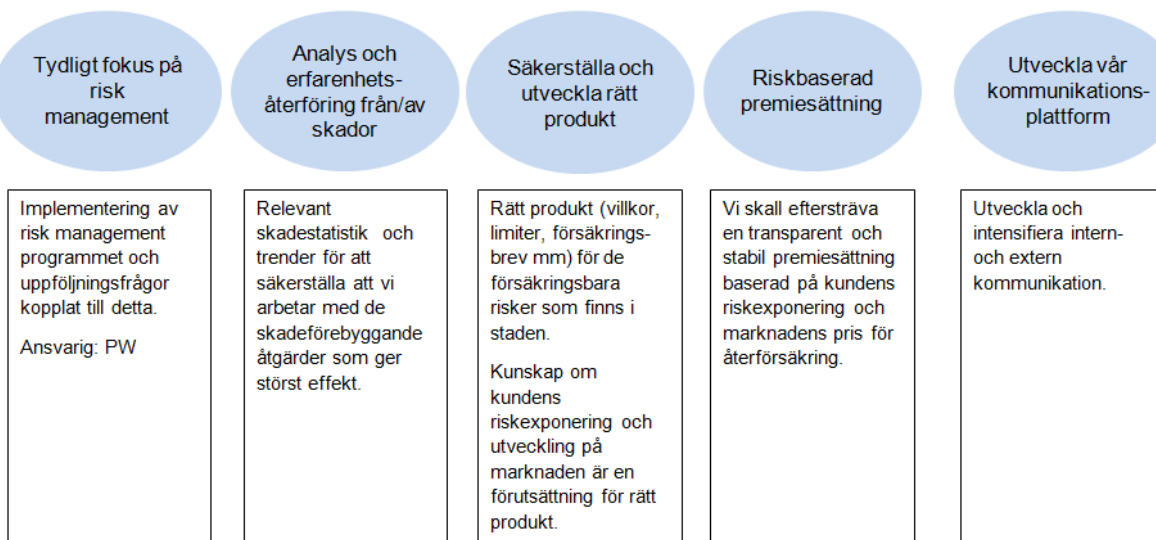 Tydligt fokus på
risk
management
Analys och
erfarenhets-
återföring från/av
skador
Säkerställa och
utveckla rätt
produkt
Riskbaserad
premiesättning
Utveckla vår
kommunikations-
plattform
Implementering av
risk management
programmet och
uppföljningsfrågor
kopplat till detta.
Ansvarig: PW
Relevant
skadestatistik och
trender för att
säkerställa att vi
arbetar med de
skadeförebyggande
åtgärder som ger
störst effekt.
Rätt produkt (villkor,
limiter, försäkrings-
brev mm) för de
försäkringsbara
risker som finns i
staden.
Kunskap om
kundens
riskexponering och
utveckling på
marknaden är en
förutsättning för rätt
produkt.
Vi skall eftersträva
en transparent och
stabil premiesättning
baserad på kundens
riskexponering och
marknadens pris för
återförsäkring.
Utveckla och
intensifiera intern-
och extern
kommunikation.